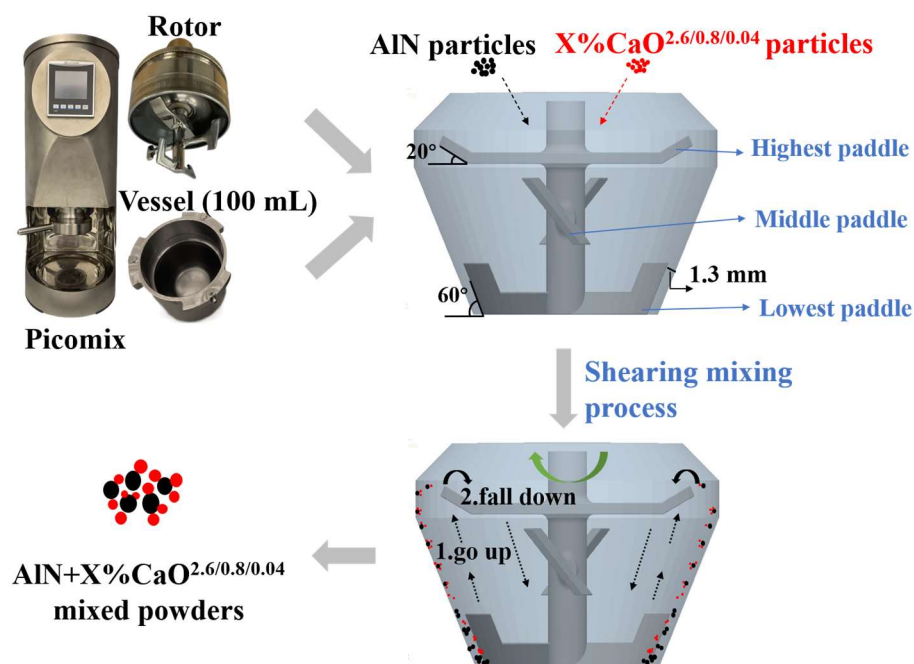 Rotor
Vessel (100 mL)
Picomix
AlN particles
X%CaO2.6/0.8/0.04 particles
20°
Highest paddle
Middle paddle
1.3 mm
60°
Lowest paddle
Shearing mixing
process
2.fall down
1.go up
AlN+X%CaO2.6/0.8/0.04
mixed powders